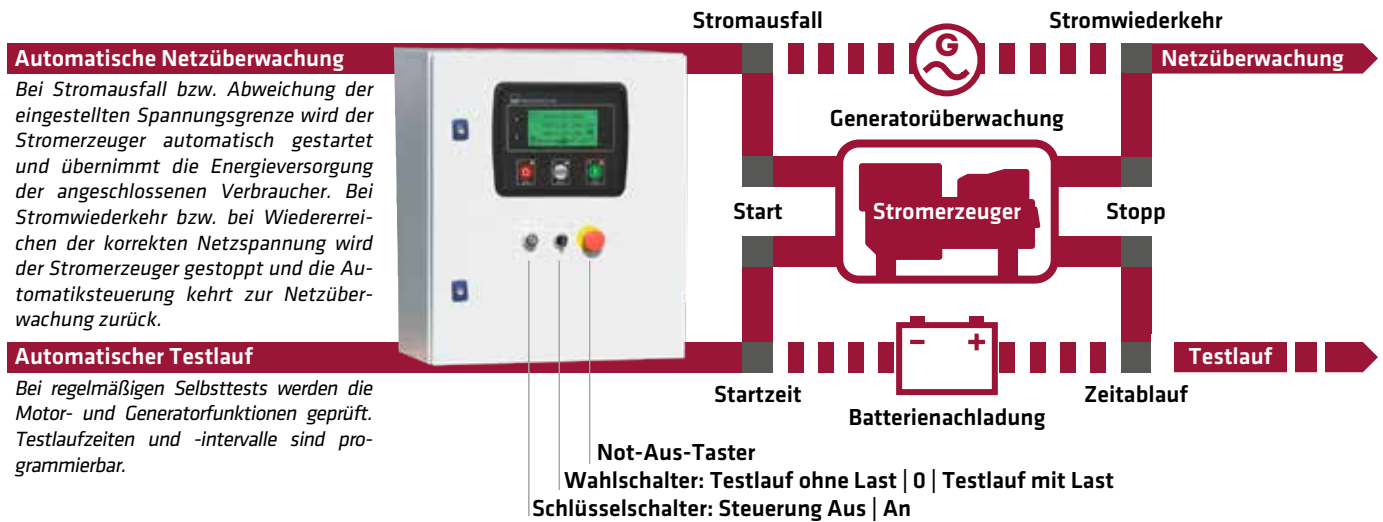 Stromausfall
Stromwiederkehr
G
Automatische Netzüberwachung
Netzüberwachung
Bei Stromausfall bzw. Abweichung der
eingestellten Spannungsgrenze wird der
Stromerzeuger automatisch gestartet
und übernimmt die Energieversorgung
der angeschlossenen Verbraucher. Bei
Stromwiederkehr bzw. bei Wiedererrei-
chen der korrekten Netzspannung wird
der Stromerzeuger gestoppt und die Au-
tomatiksteuerung kehrt zur Netzüber-
wachung zurück.
Generatorüberwachung
Start
Stromerzeuger
Stopp
Automatischer Testlauf
Testlauf
Bei regelmäßigen Selbsttests werden die
Motor- und Generatorfunktionen geprüft.
Testlaufzeiten und -intervalle sind pro-
grammierbar.
- +
Startzeit
Zeitablauf
Batterienachladung
Not-Aus-Taster
Wahlschalter: Testlauf ohne Last | 0 | Testlauf mit Last
Schlüsselschalter: Steuerung Aus | An